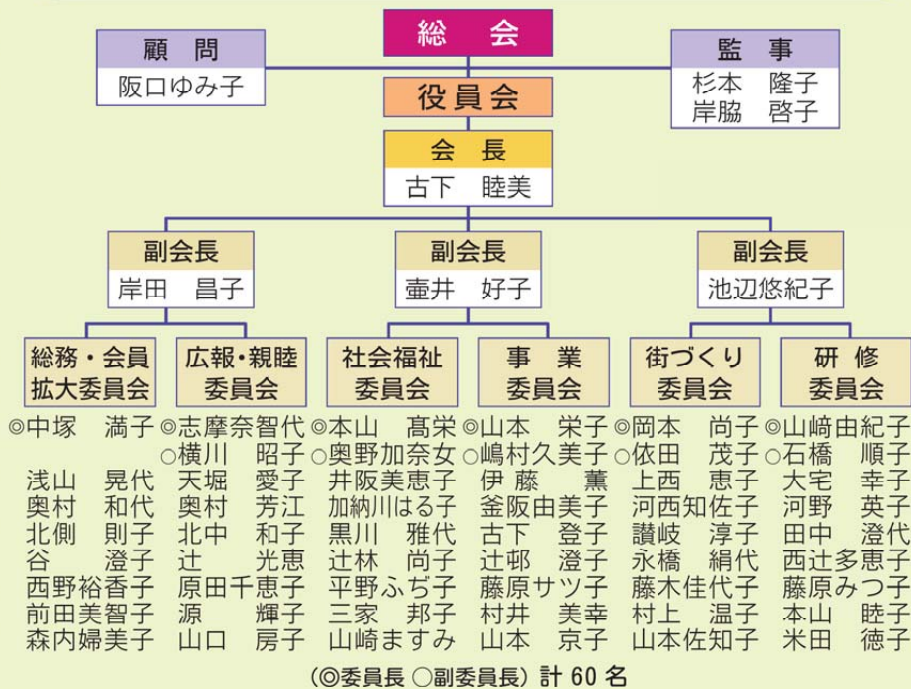 総 会
顧 問
阪口ゆみ子
監 事
杉本 隆子
岸脇 啓子
役員会
会 長
古下 睦美
副会長
岸田 昌子
副会長
壷井 好子
副会長
池辺悠紀子
総務・会員
拡大委員会
◎中塚 満子
浅山 晃代
奥村 和代
北側 則子
谷 澄子
西野裕香子
前田美智子
森内婦美子
広報・親睦
委員会
◎志摩奈智代
○横川 昭子
天堀 愛子
奥村 芳江
北中 和子
辻 光恵
原田千恵子
源 輝子
山口 房子
社会福祉
委員会
◎本山 髙栄
○奥野加奈女
井阪美恵子
加納川はる子
黒川 雅代
辻林 尚子
平野ふぢ子
三家 邦子
山崎ますみ
事 業
委員会
◎山本 栄子
○嶋村久美子
伊藤 薫
釜阪由美子
古下 登子
辻邨 澄子
藤原サツ子
村井 美幸
山本 京子
街づくり
委員会
◎岡本 尚子
○依田 茂子
上西 恵子
河西知佐子
讃岐 淳子
永橋 絹代
藤木佳代子
村上 温子
山本佐知子
研 修
委員会
◎山﨑由紀子
○石橋 順子
大宅 幸子
河野 英子
田中 澄代
西辻多恵子
藤原みつ子
本山 睦子
米田 徳子
(◎委員長 ○副委員長) 計 60 名